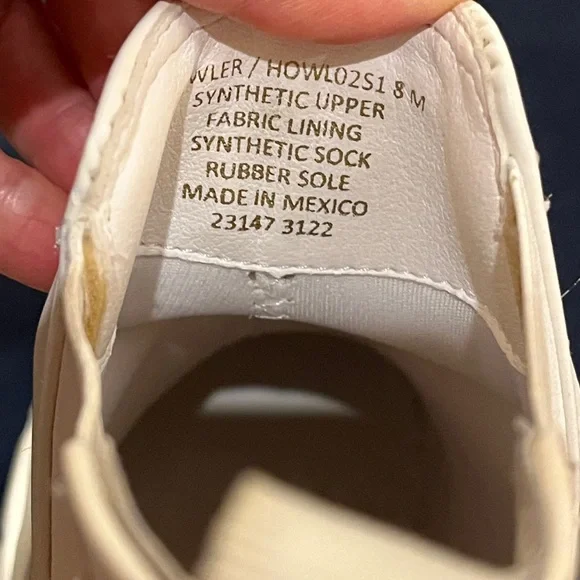 WLER / HOWL02S1 8 M
SYNTHETIC UPPER
FABRIC LINING
SYNTHETIC SOCK
RUBBER SOLE
MADE IN MEXICO
23147 3122